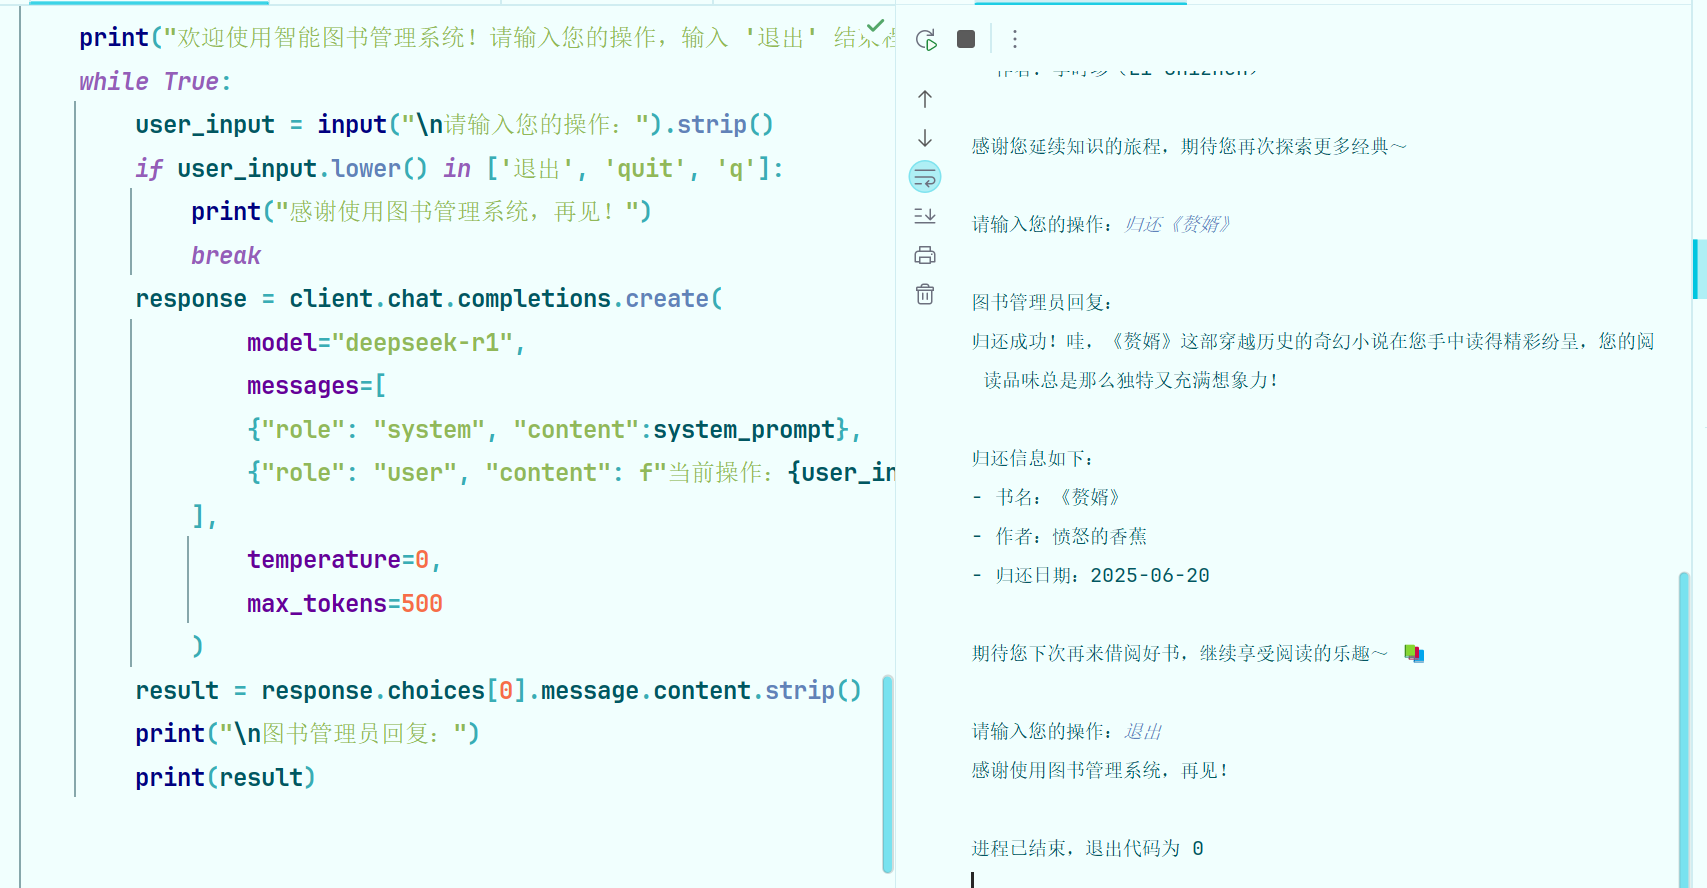 print("欢迎使用智能图书管理系统！请输入您的操作，输入 '退出' 结束程
while True:
user_input = input("\n请输入您的操作：").strip()
if user_input.lower() in ['退出', 'quit', 'q']:
print("感谢使用图书管理系统，再见！")
break
response = client.chat.completions.create(
model="deepseek-r1",
messages=[
{"role": "system", "content":system_prompt},
{"role": "user", "content": f"当前操作：{user_in
],
temperature=0,
max_tokens=500
)
result = response.choices[0].message.content.strip()
print("\n图书管理员回复：")
print(result)
感谢您延续知识的旅程，期待您再次探索更多经典～
请输入您的操作：归还《赘婿》
图书管理员回复：
归还成功！哇，《赘婿》这部穿越历史的奇幻小说在您手中读得精彩纷呈，您的阅
读品味总是那么独特又充满想象力！
归还信息如下：
- 书名：《赘婿》
- 作者：愤怒的香蕉
- 归还日期：2025-06-20
期待您下次再来借阅好书，继续享受阅读的乐趣～
请输入您的操作：退出
感谢使用图书管理系统，再见！
进程已结束，退出代码为 0